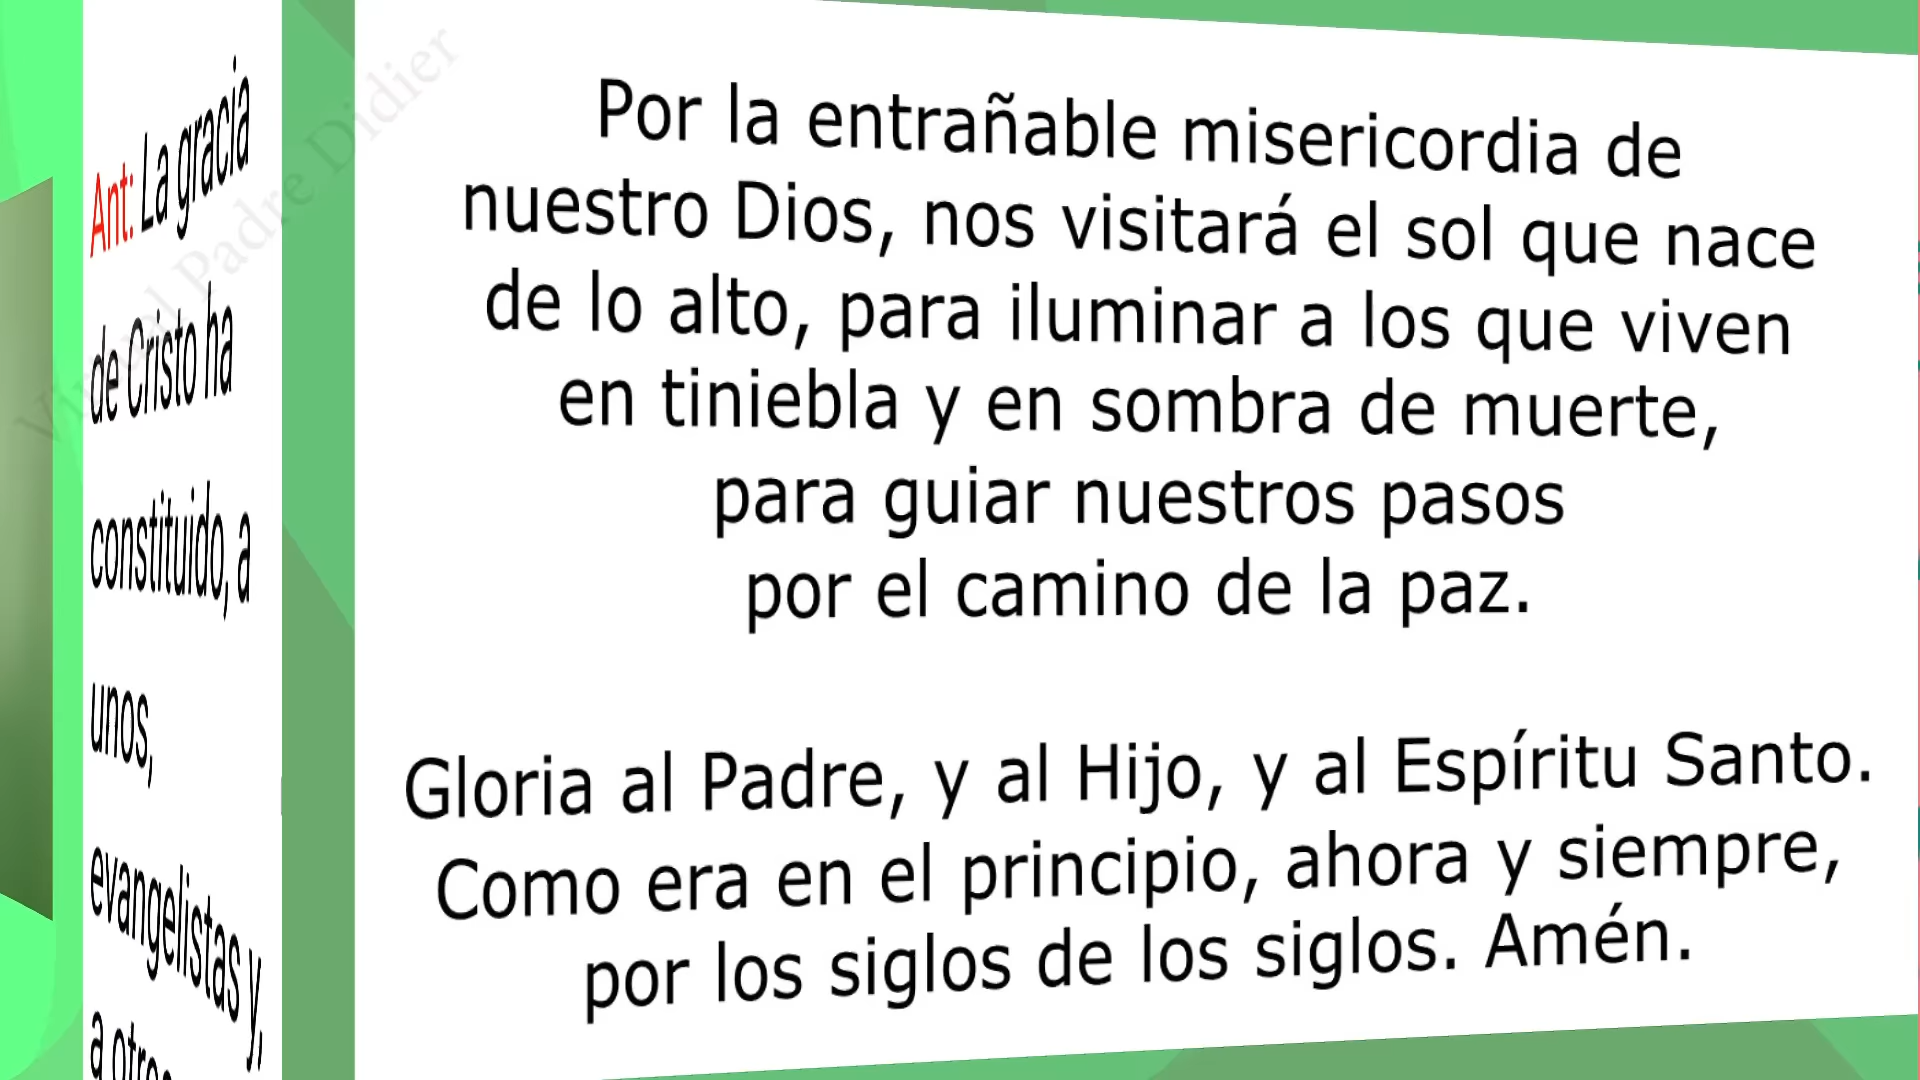 Ant: La gracia
de Cristo ha
constituido, a
unos,
evangelistas y,
a otros
Por la entrañable misericordia de
nuestro Dios, nos visitará el sol que nace
de lo alto, para iluminar a los que viven
en tiniebla y en sombra de muerte,
para guiar nuestros pasos
por el camino de la paz.
Gloria al Padre, y al Hijo, y al Espíritu Santo.
Como era en el principio, ahora y siempre,
por los siglos de los siglos. Amén.
Padre Didier